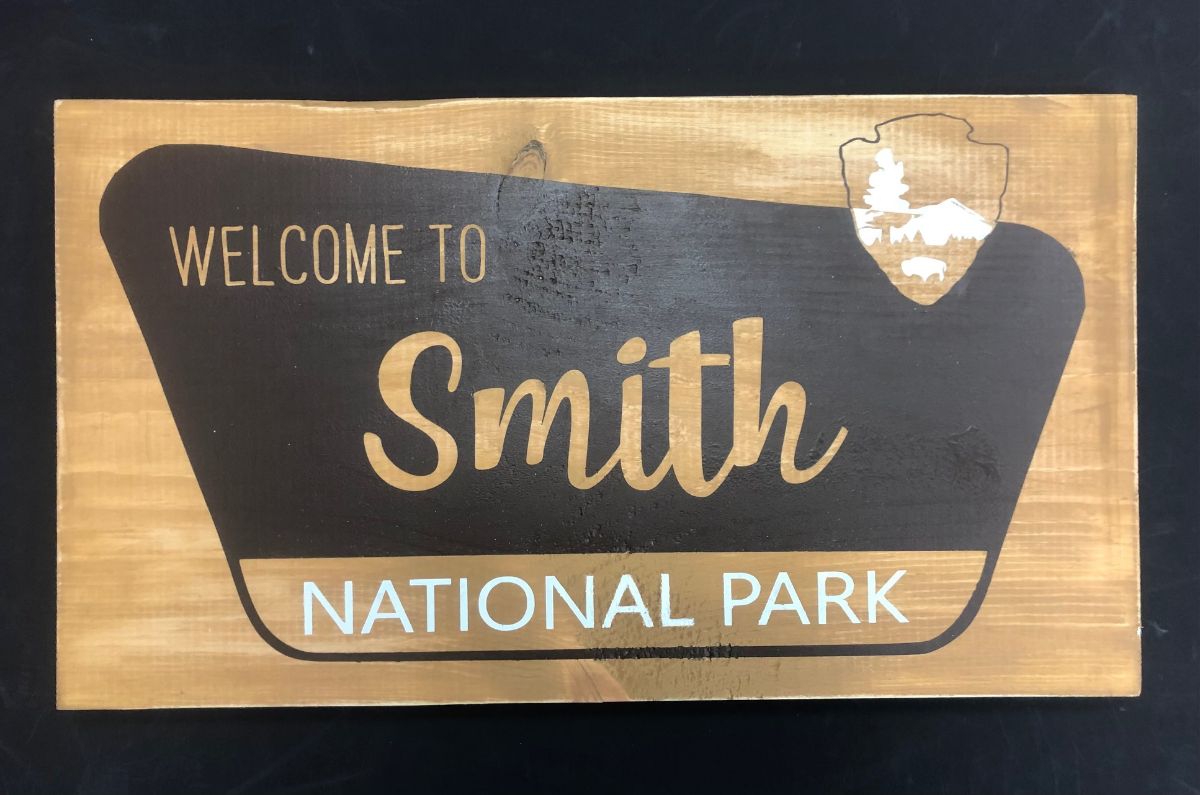 WELCOME TO
Smith
NATIONAL PARK